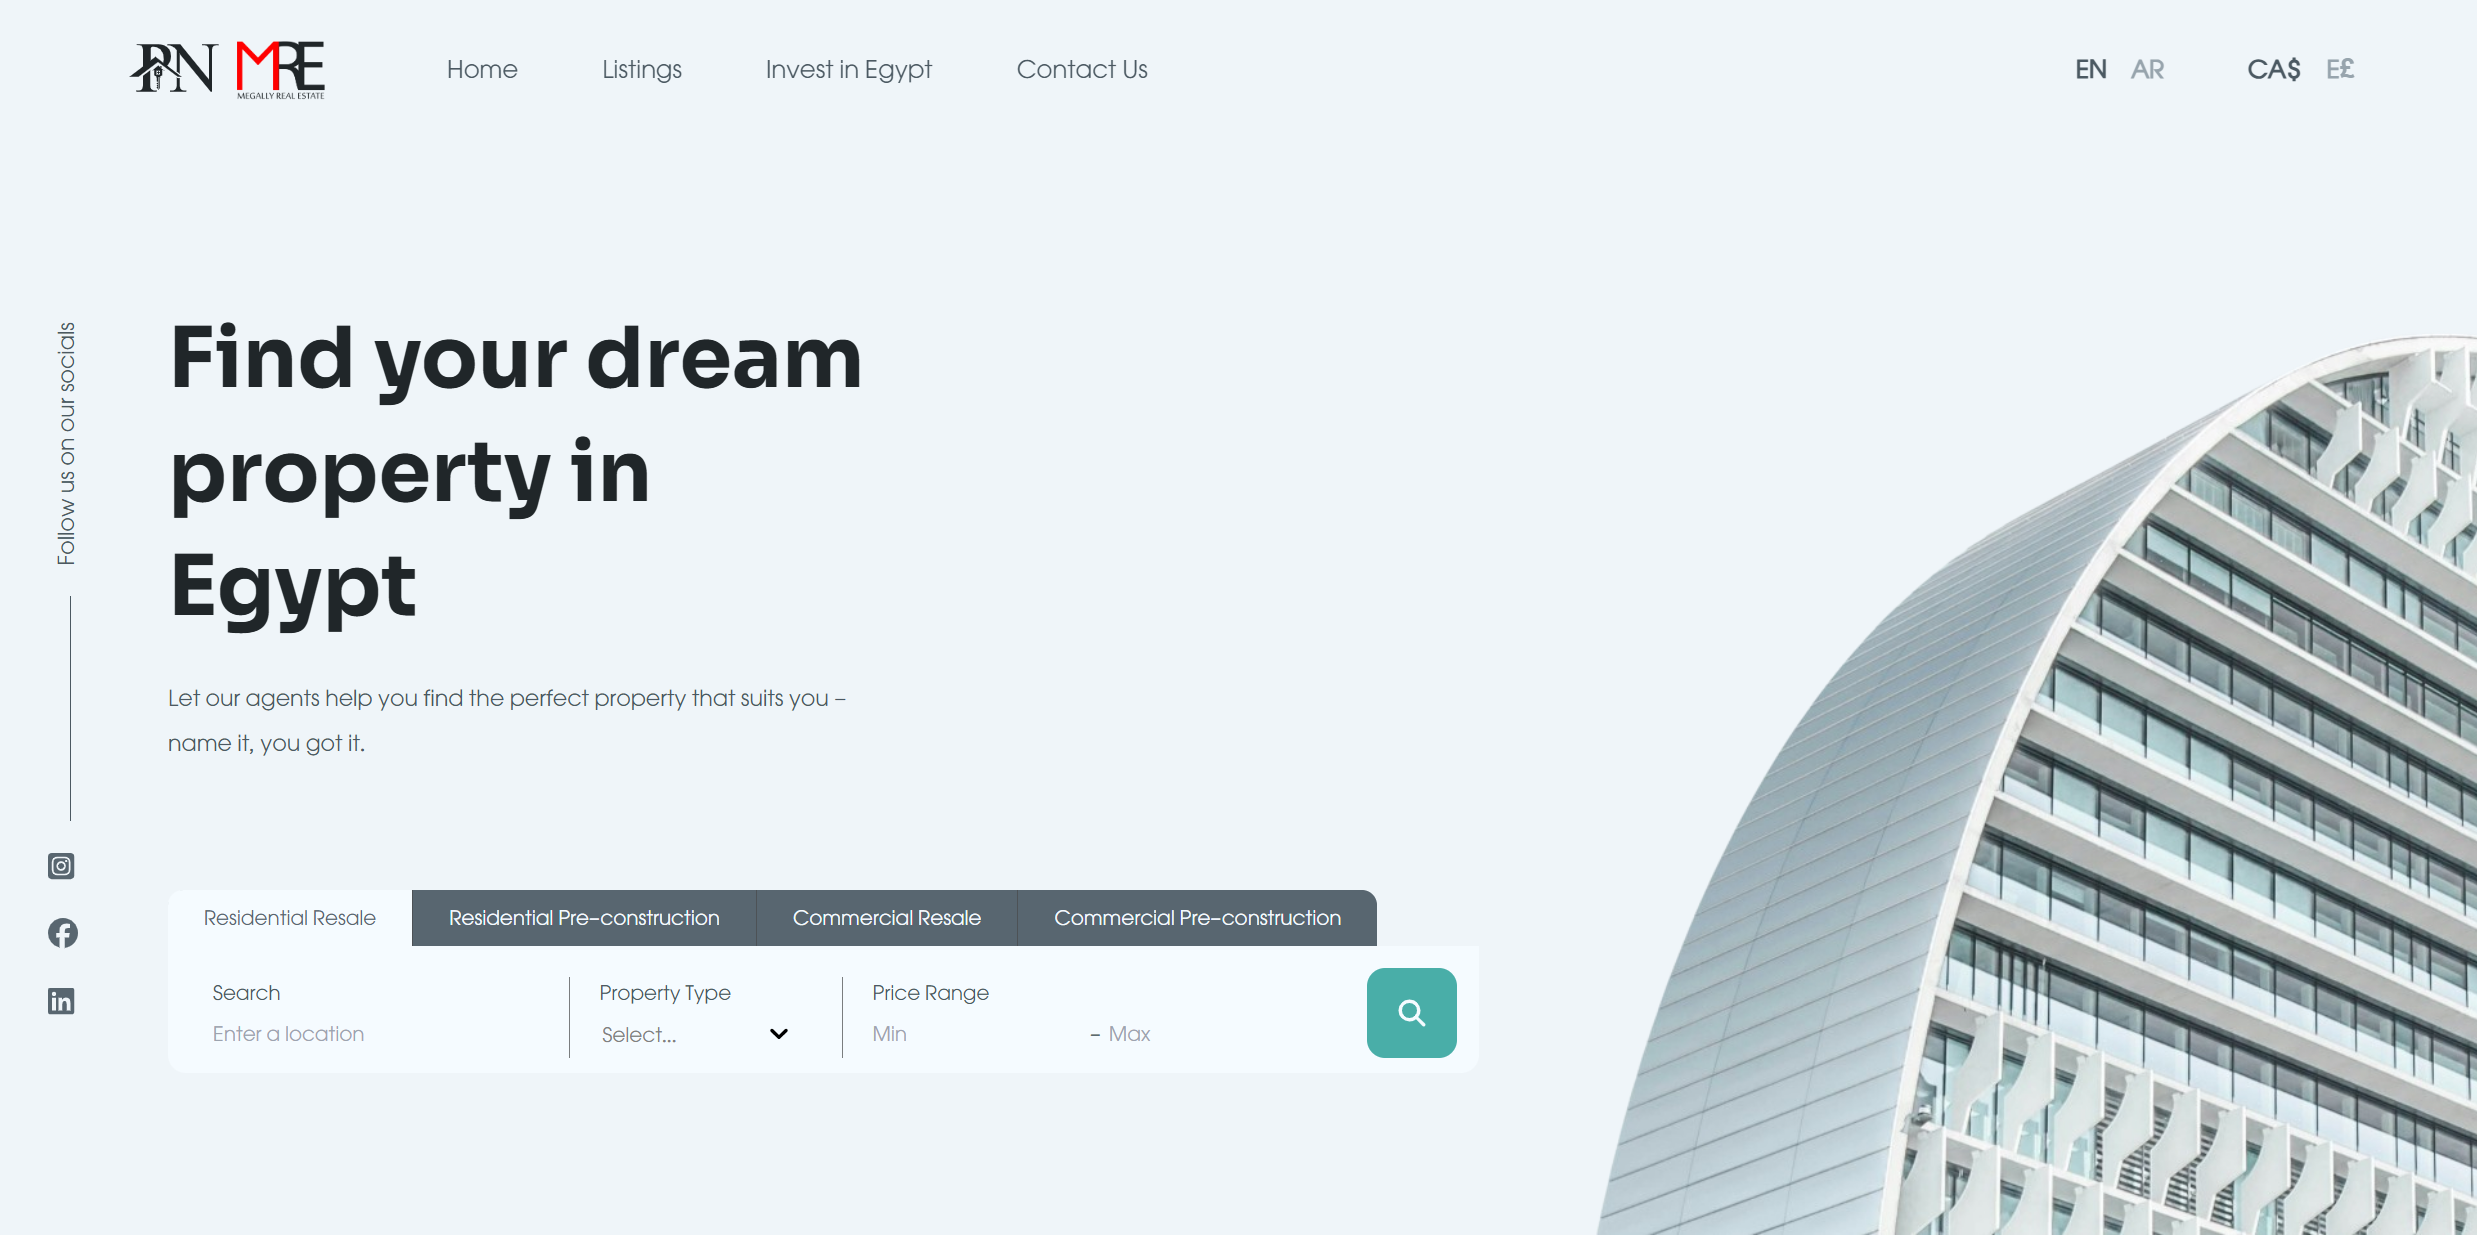 PN MRE
MEGALLY REAL ESTATE
Home Listings Invest in Egypt Contact Us EN AR CA$ E£
Follow us on our socials
Find your dream
property in
Egypt
Let our agents help you find the perfect property that suits you –
name it, you got it.
Residential Resale Residential Pre-construction Commercial Resale Commercial Pre-construction
Search Property Type Price Range
Enter a location Select... Min – Max